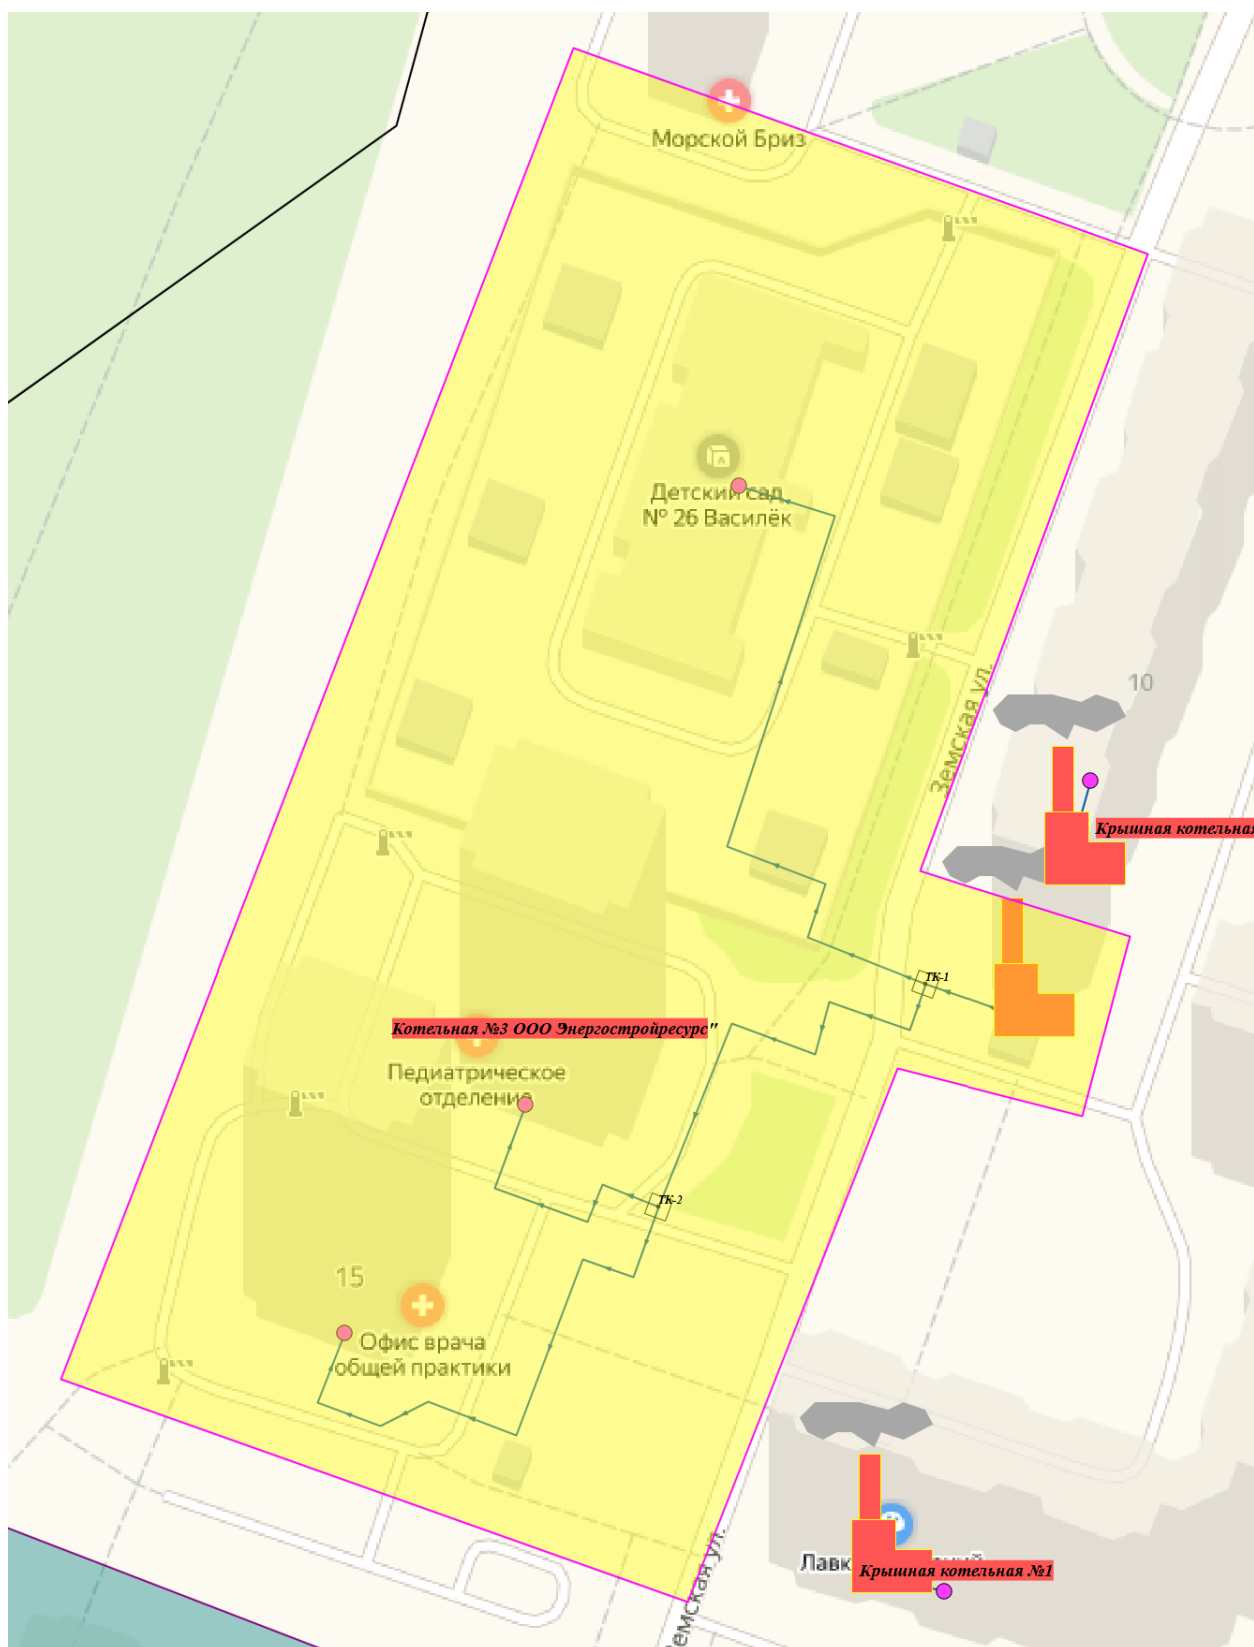 Морской Бриз
Детский сад
№ 26 Василёк
10
Земская ул.
Крышная котельная
ТК-1
Котельная №3 ООО Энергостройресурс"
Педиатрическое
отделение
ТК-2
15
Офис врача
общей практики
Крышная котельная №1
Земская ул.